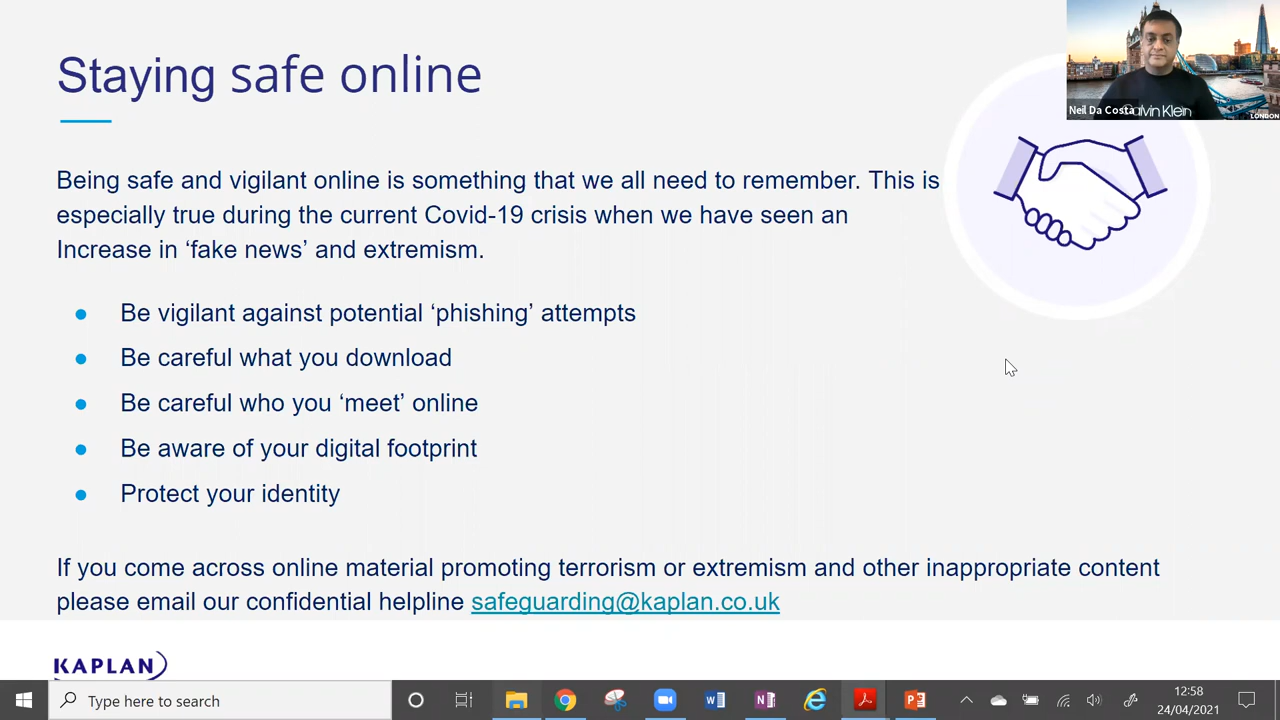 Staying safe online
Neil Da Costa
Calvin Klein
LONDON
Being safe and vigilant online is something that we all need to remember. This is
especially true during the current Covid-19 crisis when we have seen an
Increase in ‘fake news’ and extremism.
● Be vigilant against potential ‘phishing’ attempts
● Be careful what you download
● Be careful who you ‘meet’ online
● Be aware of your digital footprint
● Protect your identity
If you come across online material promoting terrorism or extremism and other inappropriate content
please email our confidential helpline safeguarding@kaplan.co.uk
KAPLAN
Type here to search
12:58
24/04/2021